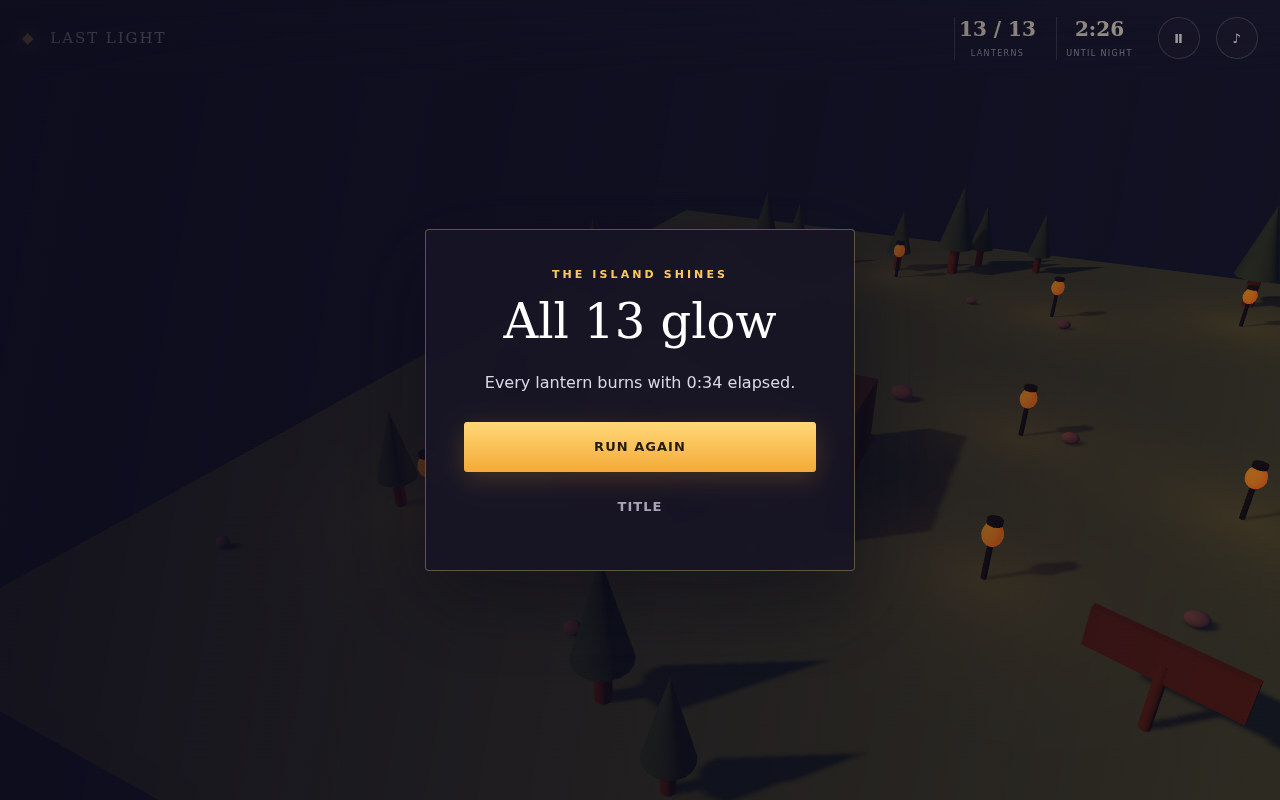 LAST LIGHT
13 / 13
LANTERNS
2:26
UNTIL NIGHT
THE ISLAND SHINES
All 13 glow
Every lantern burns with 0:34 elapsed.
RUN AGAIN
TITLE